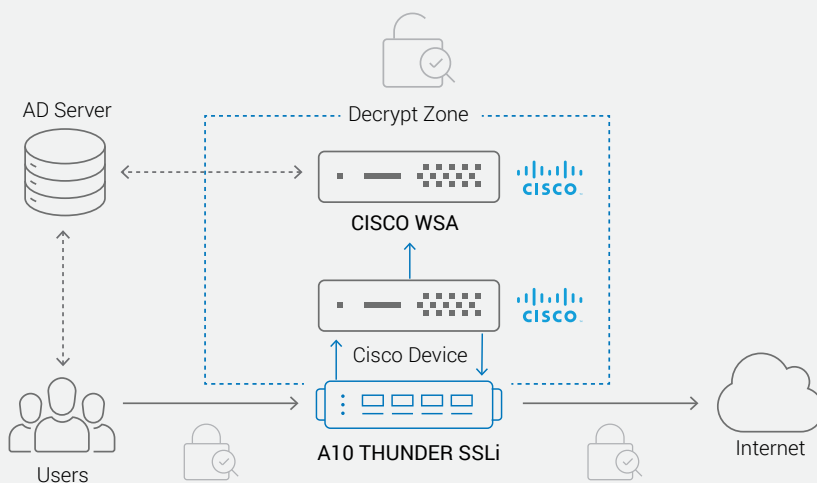 AD Server
Decrypt Zone
CISCO
CISCO WSA
CISCO
Cisco Device
A10 THUNDER SSLi
Users
Internet